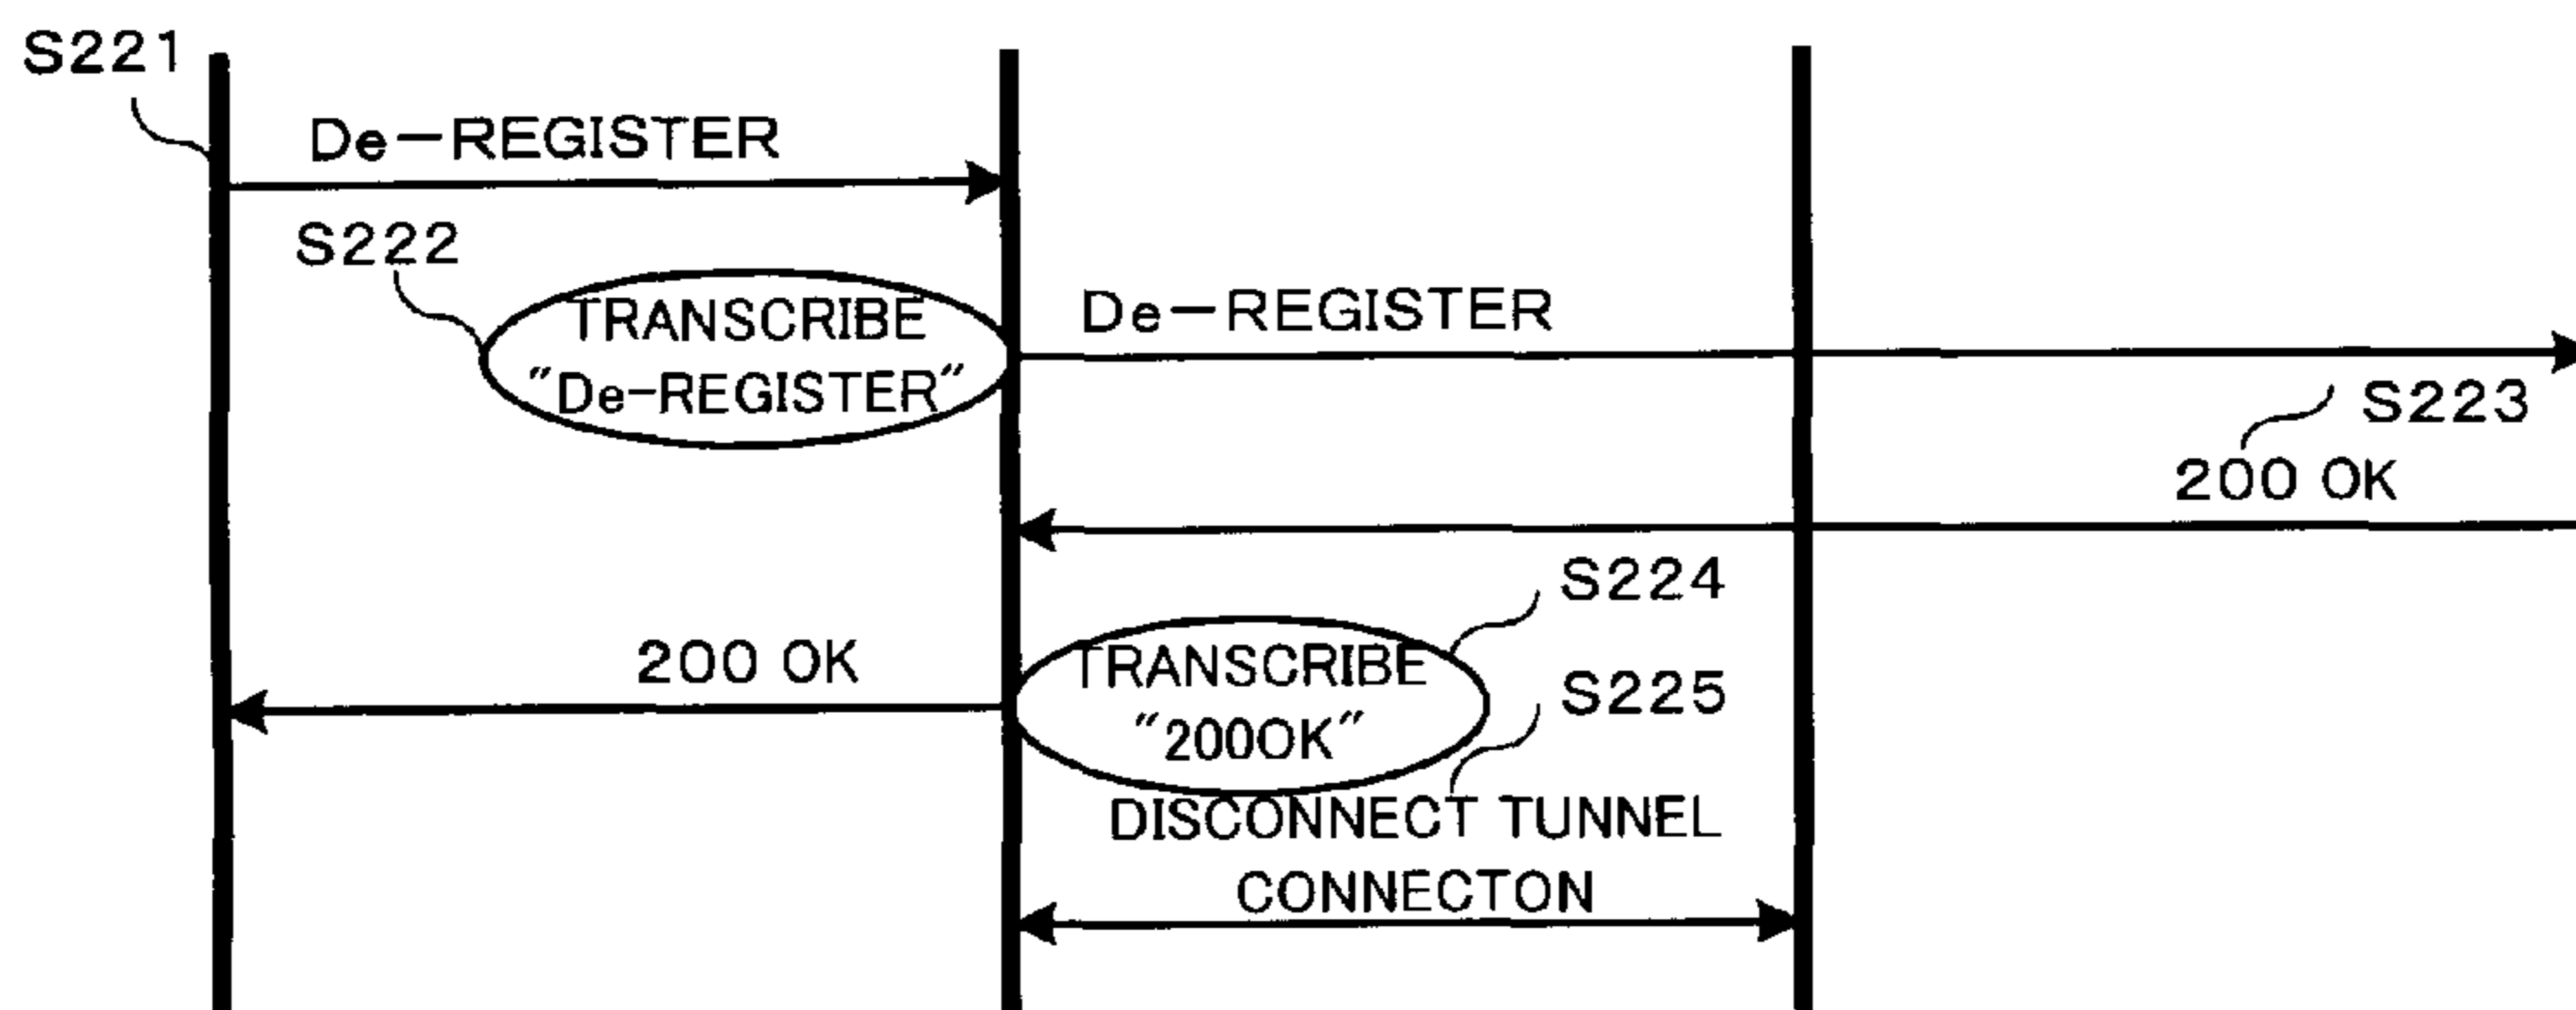 S221
De-REGISTER
S222
TRANSCRIBE
"De-REGISTER"
De-REGISTER
S223
200 OK
S224
200 OK
TRANSCRIBE
"200OK"
S225
DISCONNECT TUNNEL
CONNECTON